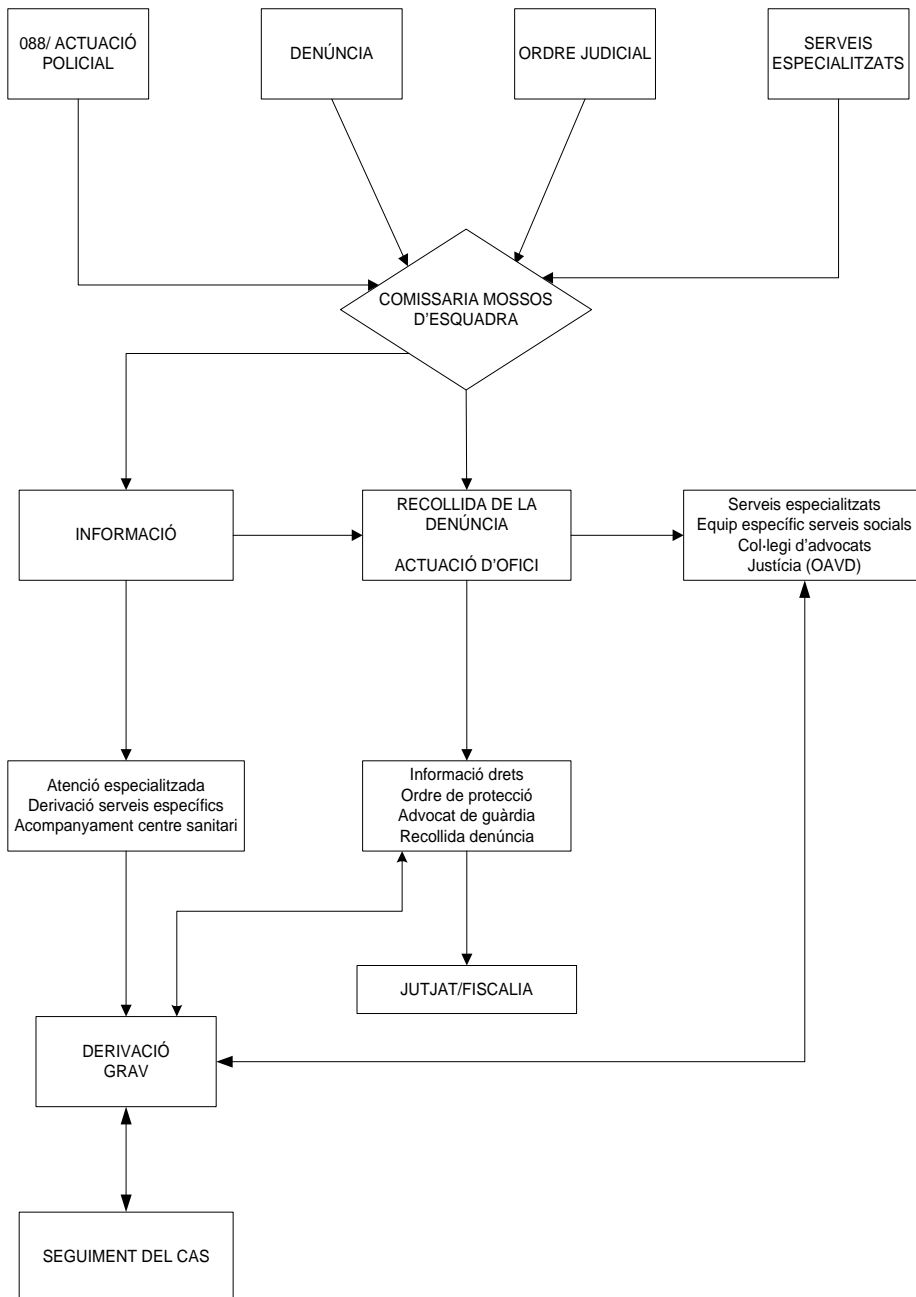 088/ ACTUACIÓ
POLICIAL
DENÚNCIA
ORDRE JUDICIAL
SERVEIS
ESPECIALITZATS
COMISSARIA MOSSOS
D'ESQUADRA
INFORMACIÓ
RECOLLIDA DE LA
DENÚNCIA
ACTUACIÓ D'OFICI
Serveis especialitzats
Equip específic serveis socials
Col·legi d'advocats
Justícia (OAVD)
Atenció especialitzada
Derivació serveis específics
Acompanyament centre sanitari
Informació drets
Ordre de protecció
Advocat de guàrdia
Recollida denúncia
JUTJAT/FISCALIA
DERIVACIÓ
GRAV
SEGUIMENT DEL CAS